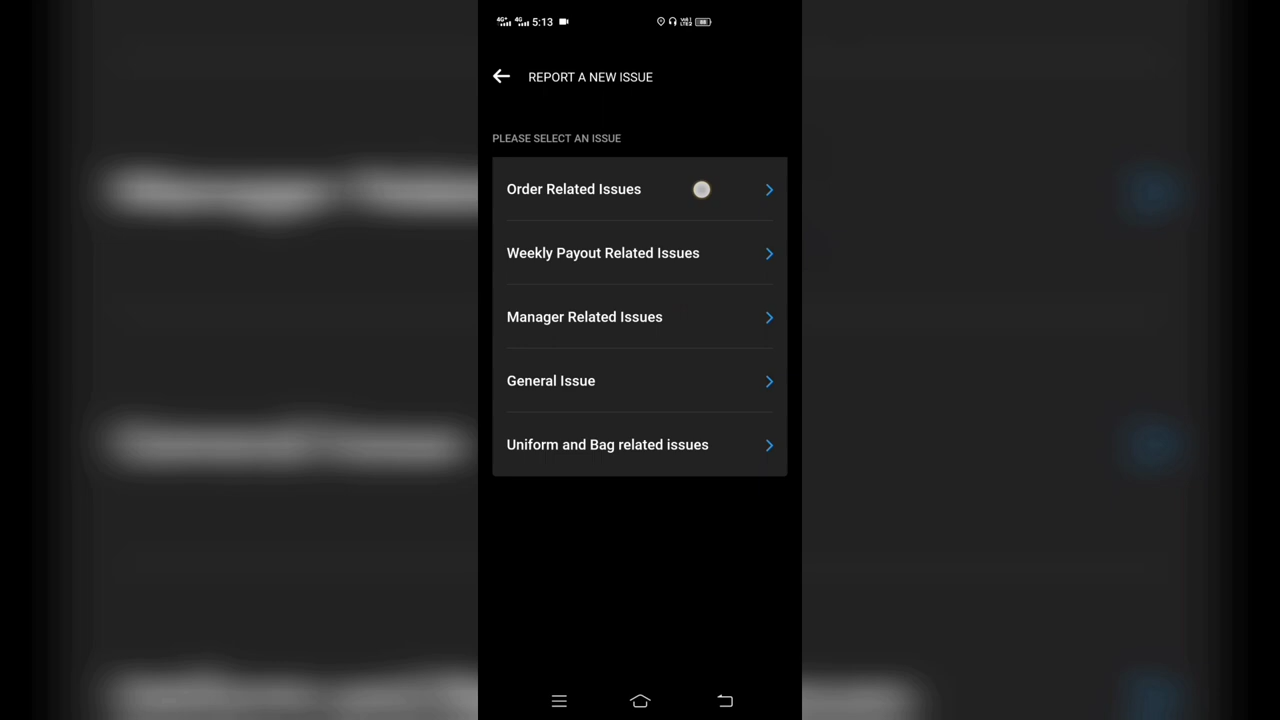 5:13
REPORT A NEW ISSUE
PLEASE SELECT AN ISSUE
Order Related Issues
Weekly Payout Related Issues
Manager Related Issues
General Issue
Uniform and Bag related issues